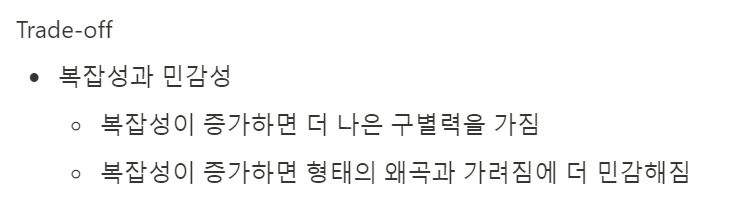 Trade-off
• 복잡성과 민감성
◦ 복잡성이 증가하면 더 나은 구별력을 가짐
◦ 복잡성이 증가하면 형태의 왜곡과 가려짐에 더 민감해짐